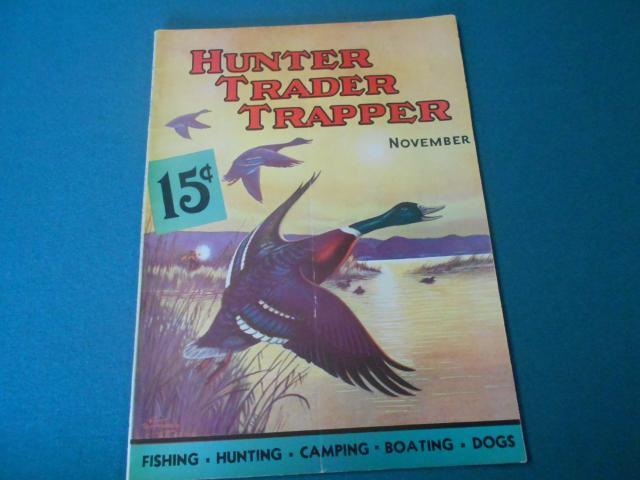 HUNTER
TRADER
TRAPPER
NOVEMBER
15¢
FISHING • HUNTING • CAMPING • BOATING • DOGS